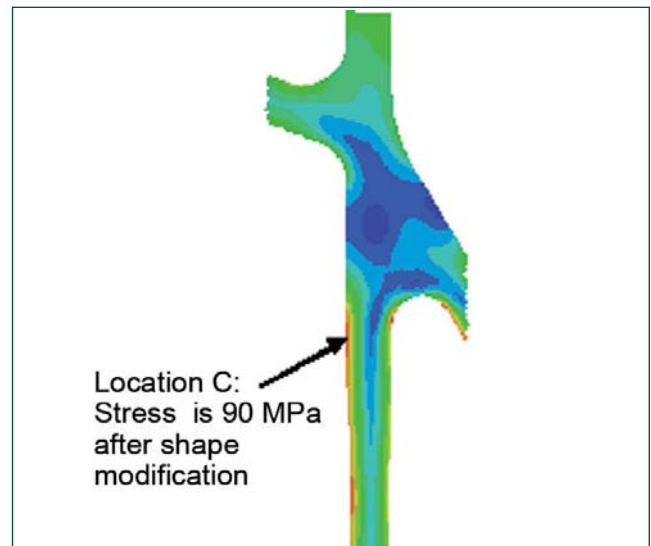 Location C:
Stress is 90 MPa
after shape
modification